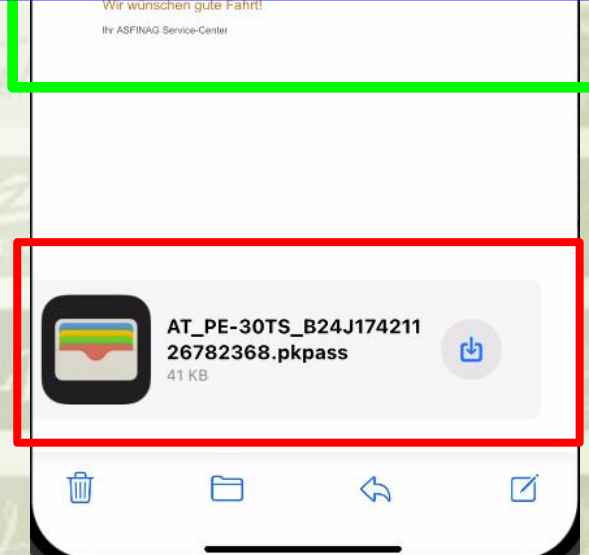 Wir wünschen gute Fahrt!
Ihr ASFINAG Service-Center
AT_PE-30TS_B24J174211
26782368.pkpass
41 KB